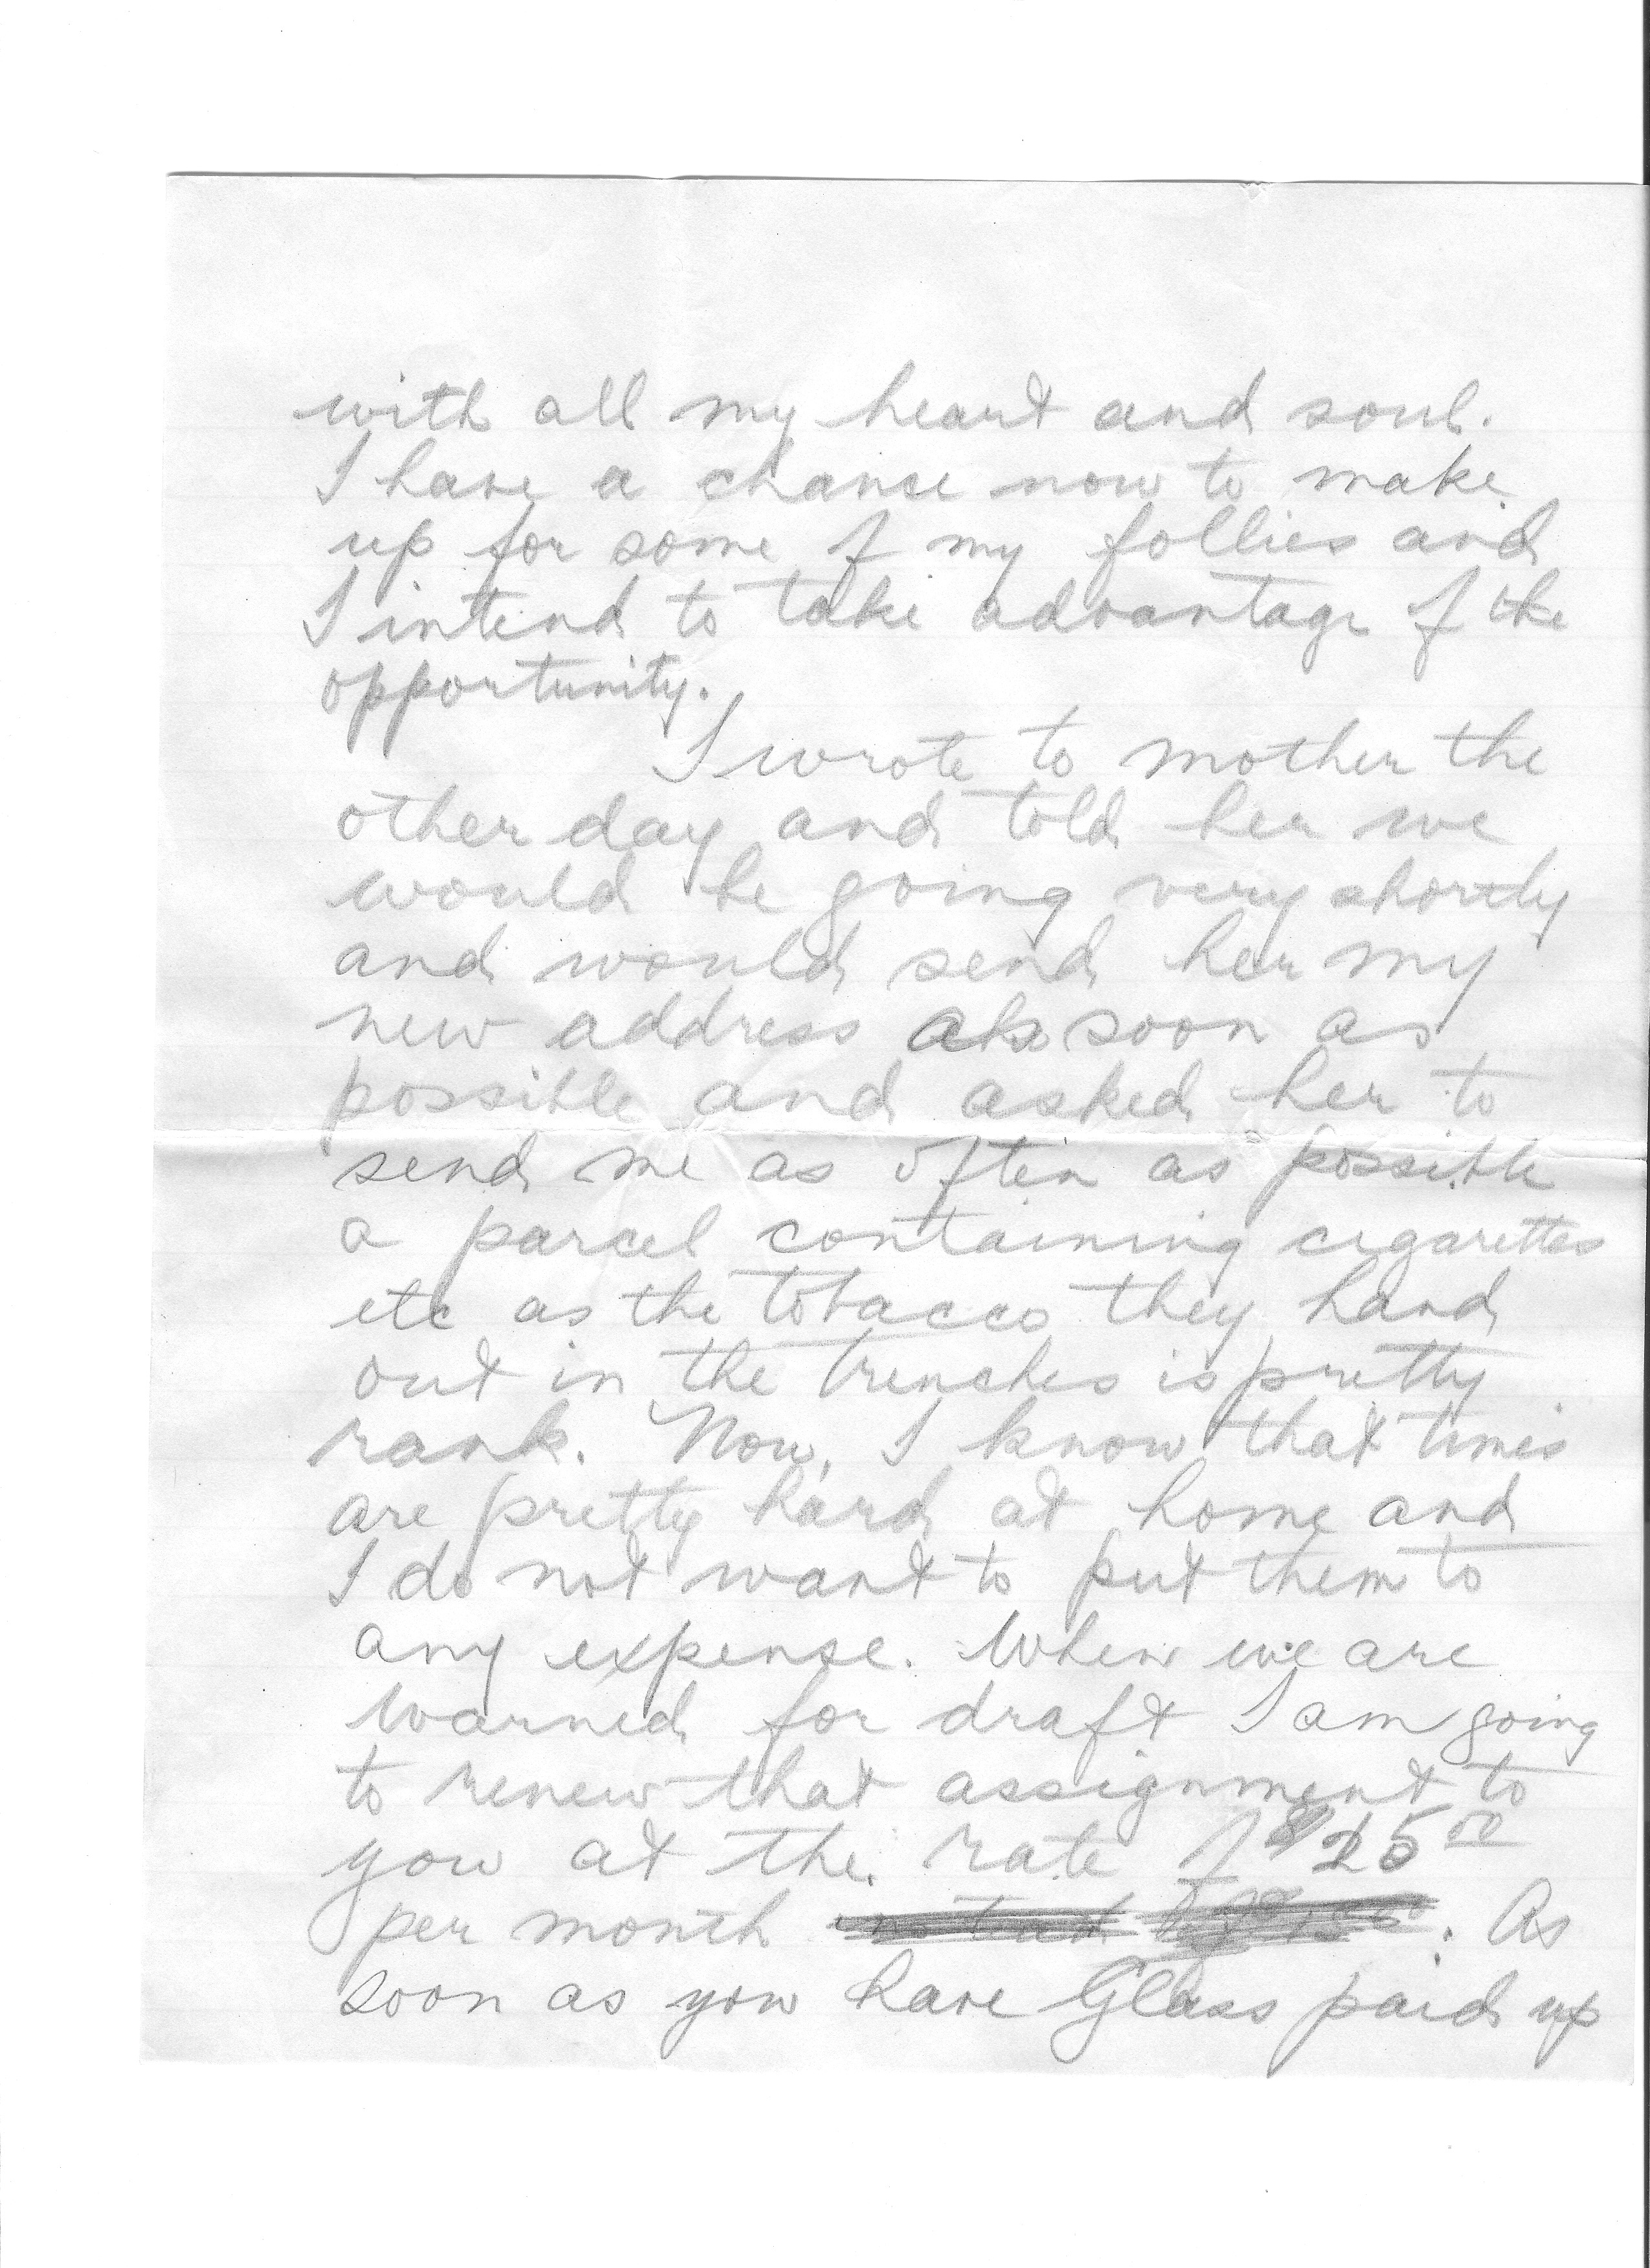 with all my heart and soul.
I have a chance now to make
up for some of my follies and
I intend to take advantage of the
opportunity.
I wrote to mother the
other day and told her we
would be going very shortly
and would send her my
new address as soon as
possible and asked her to
send me as often as possible
a parcel containing cigarettes
etc as the tobacco they hand
out in the trenches is pretty
rank. Now, I know that times
are pretty hard at home and
I do not want to put them to
any expense. When we are
warned for draft I am going
to renew that assignment to
you at the rate of $25.00
per month . As
soon as you have Glass paid up